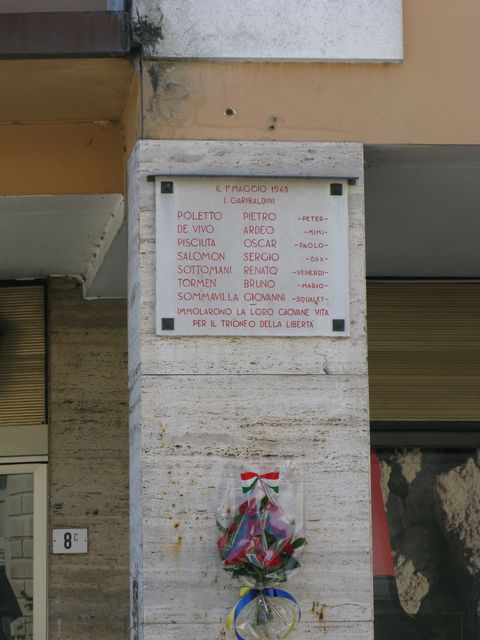 IL 1º MAGGIO 1945
I GARIBALDINI
POLETTO PIETRO -PETER-
DE VIVO ARDEO -MIMI-
PISCIUTA OSCAR -PAOLO-
SALOMON SERGIO -DAX-
SOTTOMANI RENATO -VENERDI-
TORMEN BRUNO -MARIO-
SOMMAVILLA GIOVANNI -SQUALET-
IMMOLARONO LA LORO GIOVANE VITA
PER IL TRIONFO DELLA LIBERTA'
8C